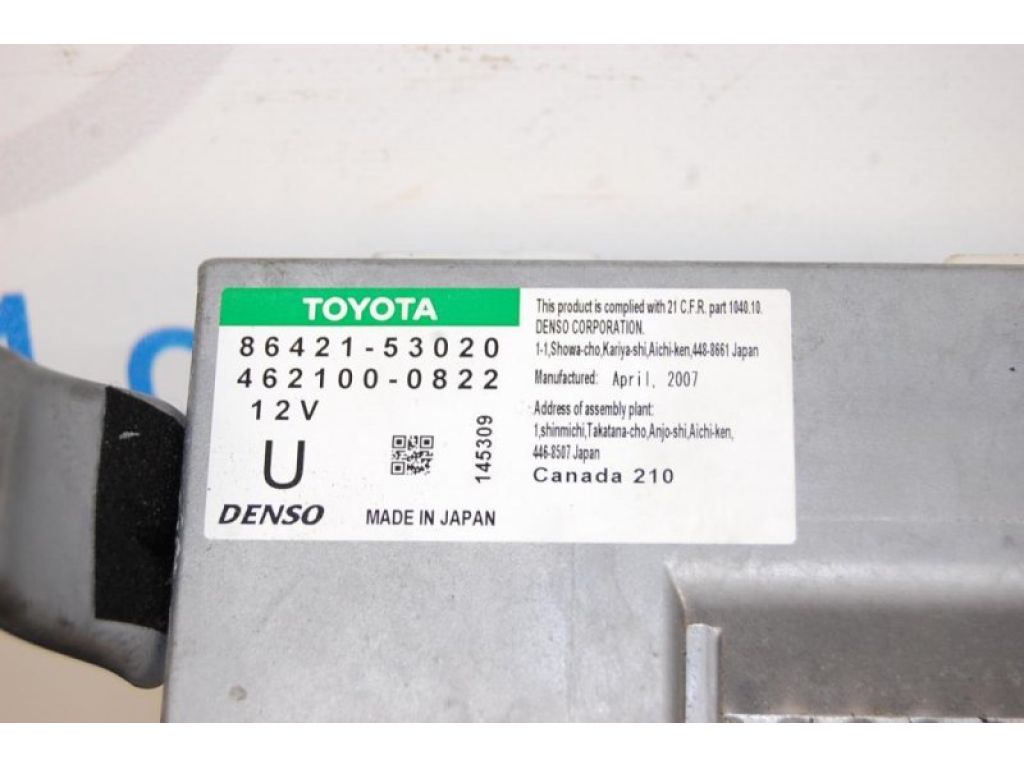 TOYOTA
86421-53020
462100-0822
12V
U
145309
DENSO
MADE IN JAPAN
This product is complied with 21 C.F.R. part 1040.10.
DENSO CORPORATION.
1-1,Showa-cho,Kariya-shi,Aichi-ken,448-8661 Japan
Manufactured: April, 2007
Address of assembly plant:
1,shinmichi,Takatana-cho,Anjo-shi,Aichi-ken,
446-8507 Japan
Canada 210